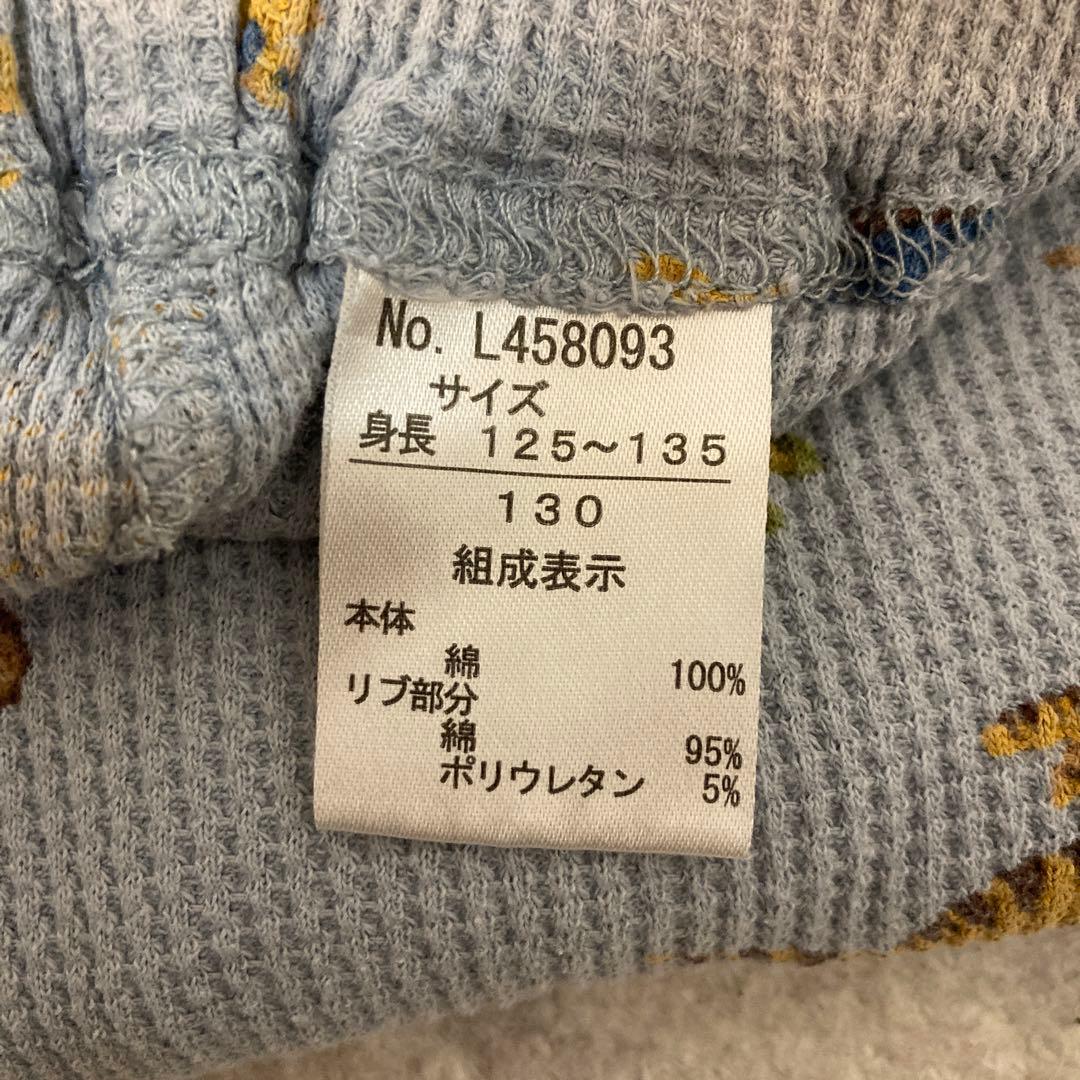 No. L458093
サイズ
身長 125～135
130
組成表示
本体
綿 100%
リブ部分
綿 95%
ポリウレタン 5%